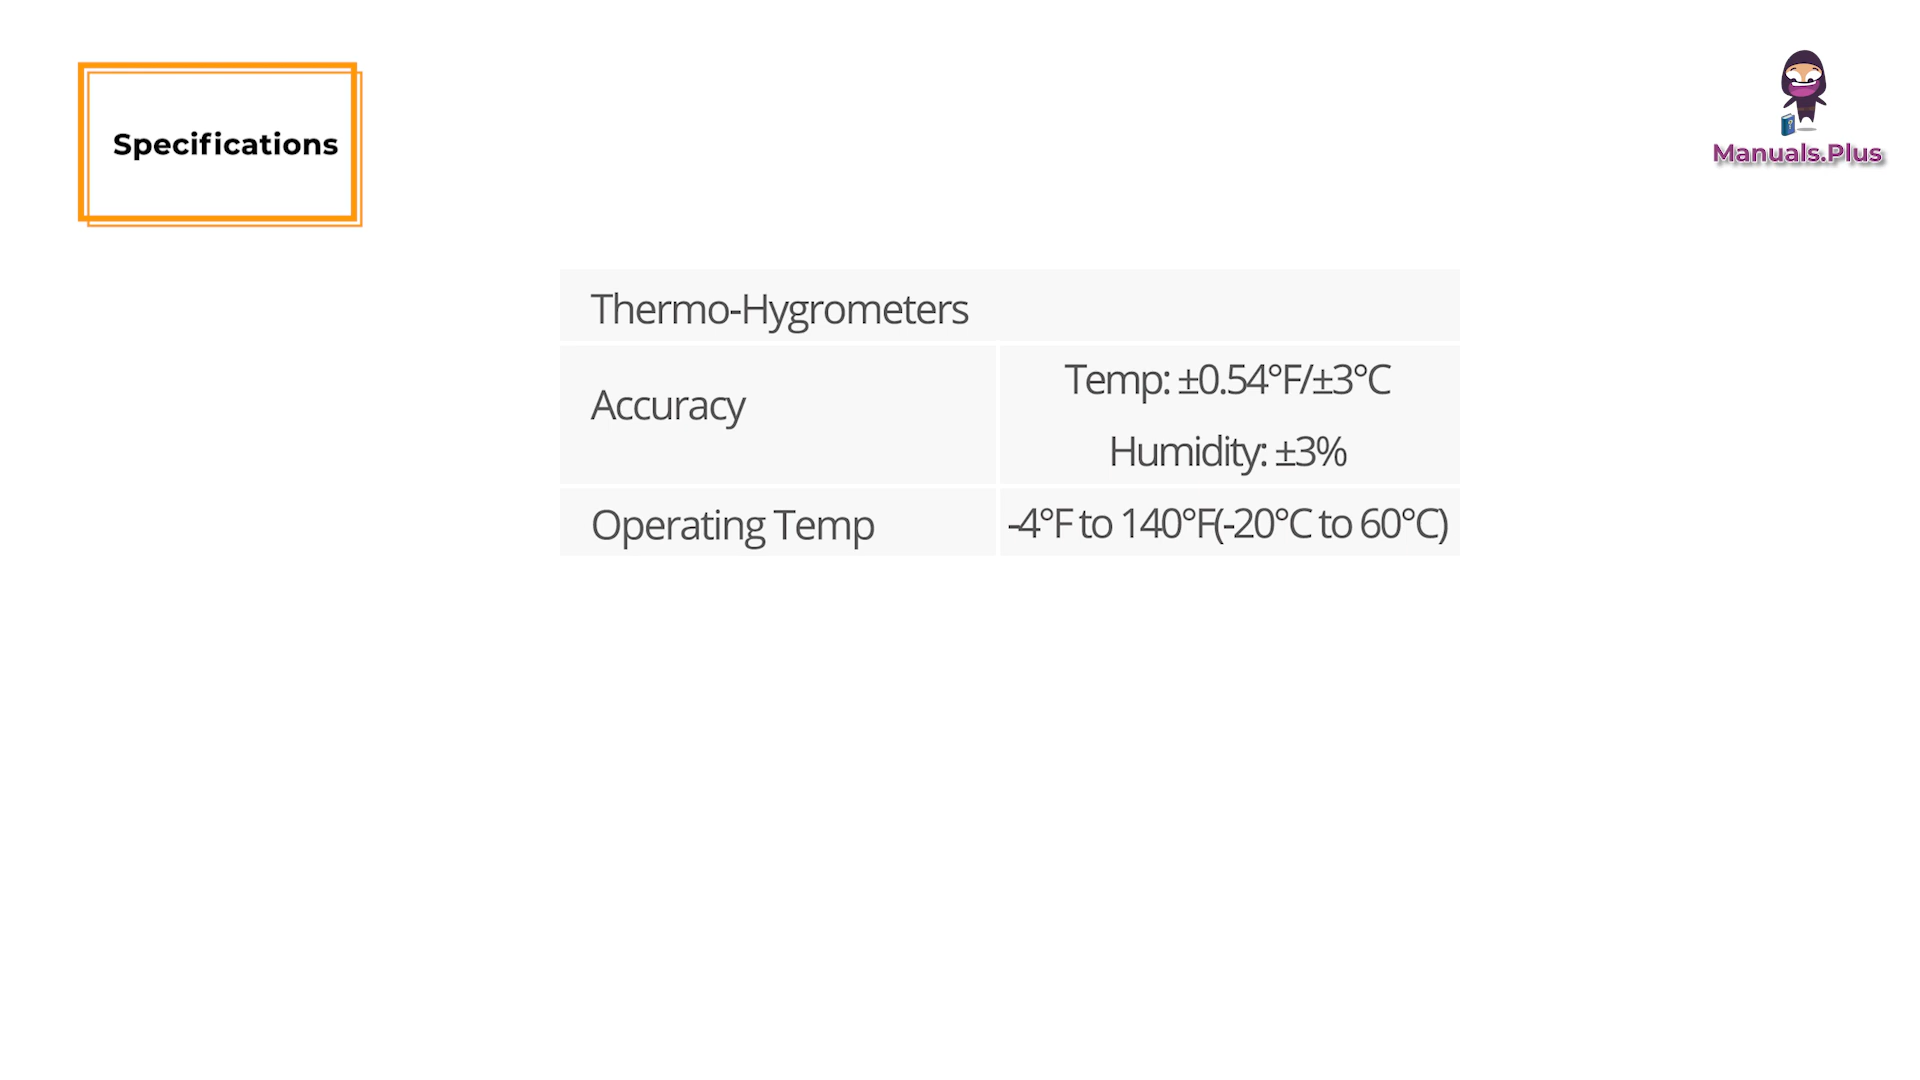 Specifications
Manuals.Plus
Thermo-Hygrometers
Accuracy
Temp: ±0.54°F/±3°C
Humidity: ±3%
Operating Temp
-4°F to 140°F(-20°C to 60°C)